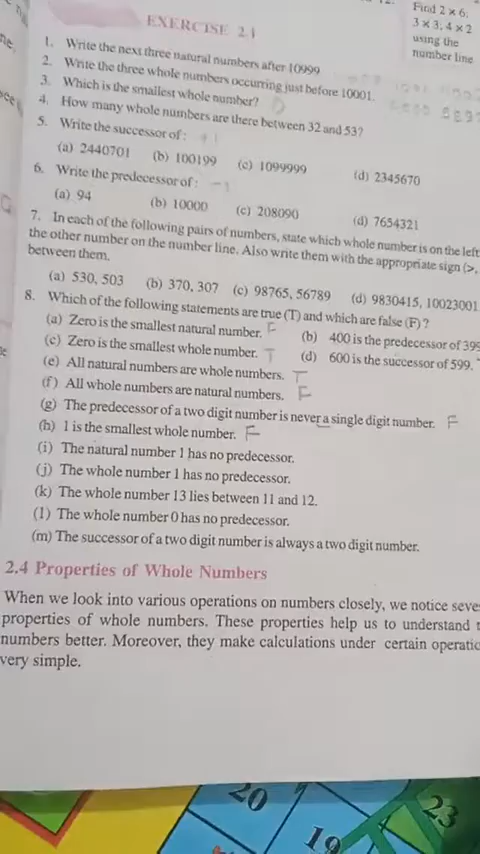 Find 2 × 6,
3 × 3, 4 × 2
using the
number line
EXERCISE 2.1
1. Write the next three natural numbers after 10999.
2. Write the three whole numbers occurring just before 10001.
3. Which is the smallest whole number? 0
4. How many whole numbers are there between 32 and 53?
5. Write the successor of : +1
(a) 2440701 (b) 100199 (c) 1099999 (d) 2345670
6. Write the predecessor of : -1
(a) 94 (b) 10000 (c) 208090 (d) 7654321
7. In each of the following pairs of numbers, state which whole number is on the left
the other number on the number line. Also write them with the appropriate sign (>,
between them.
(a) 530, 503 (b) 370, 307 (c) 98765, 56789 (d) 9830415, 10023001
8. Which of the following statements are true (T) and which are false (F) ?
(a) Zero is the smallest natural number. F (b) 400 is the predecessor of 399
(c) Zero is the smallest whole number. T (d) 600 is the successor of 599.
(e) All natural numbers are whole numbers. T
(f) All whole numbers are natural numbers. F
(g) The predecessor of a two digit number is never a single digit number. F
(h) 1 is the smallest whole number. F
(i) The natural number 1 has no predecessor.
(j) The whole number 1 has no predecessor.
(k) The whole number 13 lies between 11 and 12.
(l) The whole number 0 has no predecessor.
(m) The successor of a two digit number is always a two digit number.
2.4 Properties of Whole Numbers
When we look into various operations on numbers closely, we notice seve
properties of whole numbers. These properties help us to understand t
numbers better. Moreover, they make calculations under certain operatio
very simple.
20
19
23